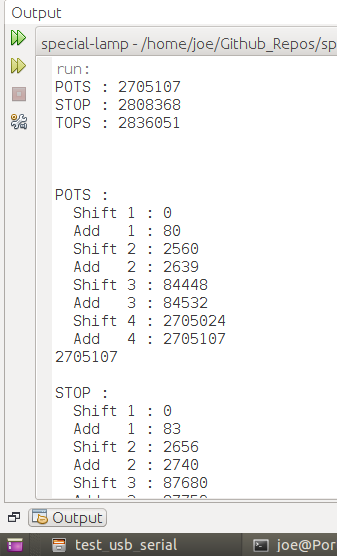 Output
special-lamp - /home/joe/Github_Repos/sp
run:
POTS : 2705107
STOP : 2808368
TOPS : 2836051
POTS :
Shift 1 : 0
Add 1 : 80
Shift 2 : 2560
Add 2 : 2639
Shift 3 : 84448
Add 3 : 84532
Shift 4 : 2705024
Add 4 : 2705107
2705107
STOP :
Shift 1 : 0
Add 1 : 83
Shift 2 : 2656
Add 2 : 2740
Shift 3 : 87680
Add 3 : 87759
Output
test_usb_serial
joe@Por